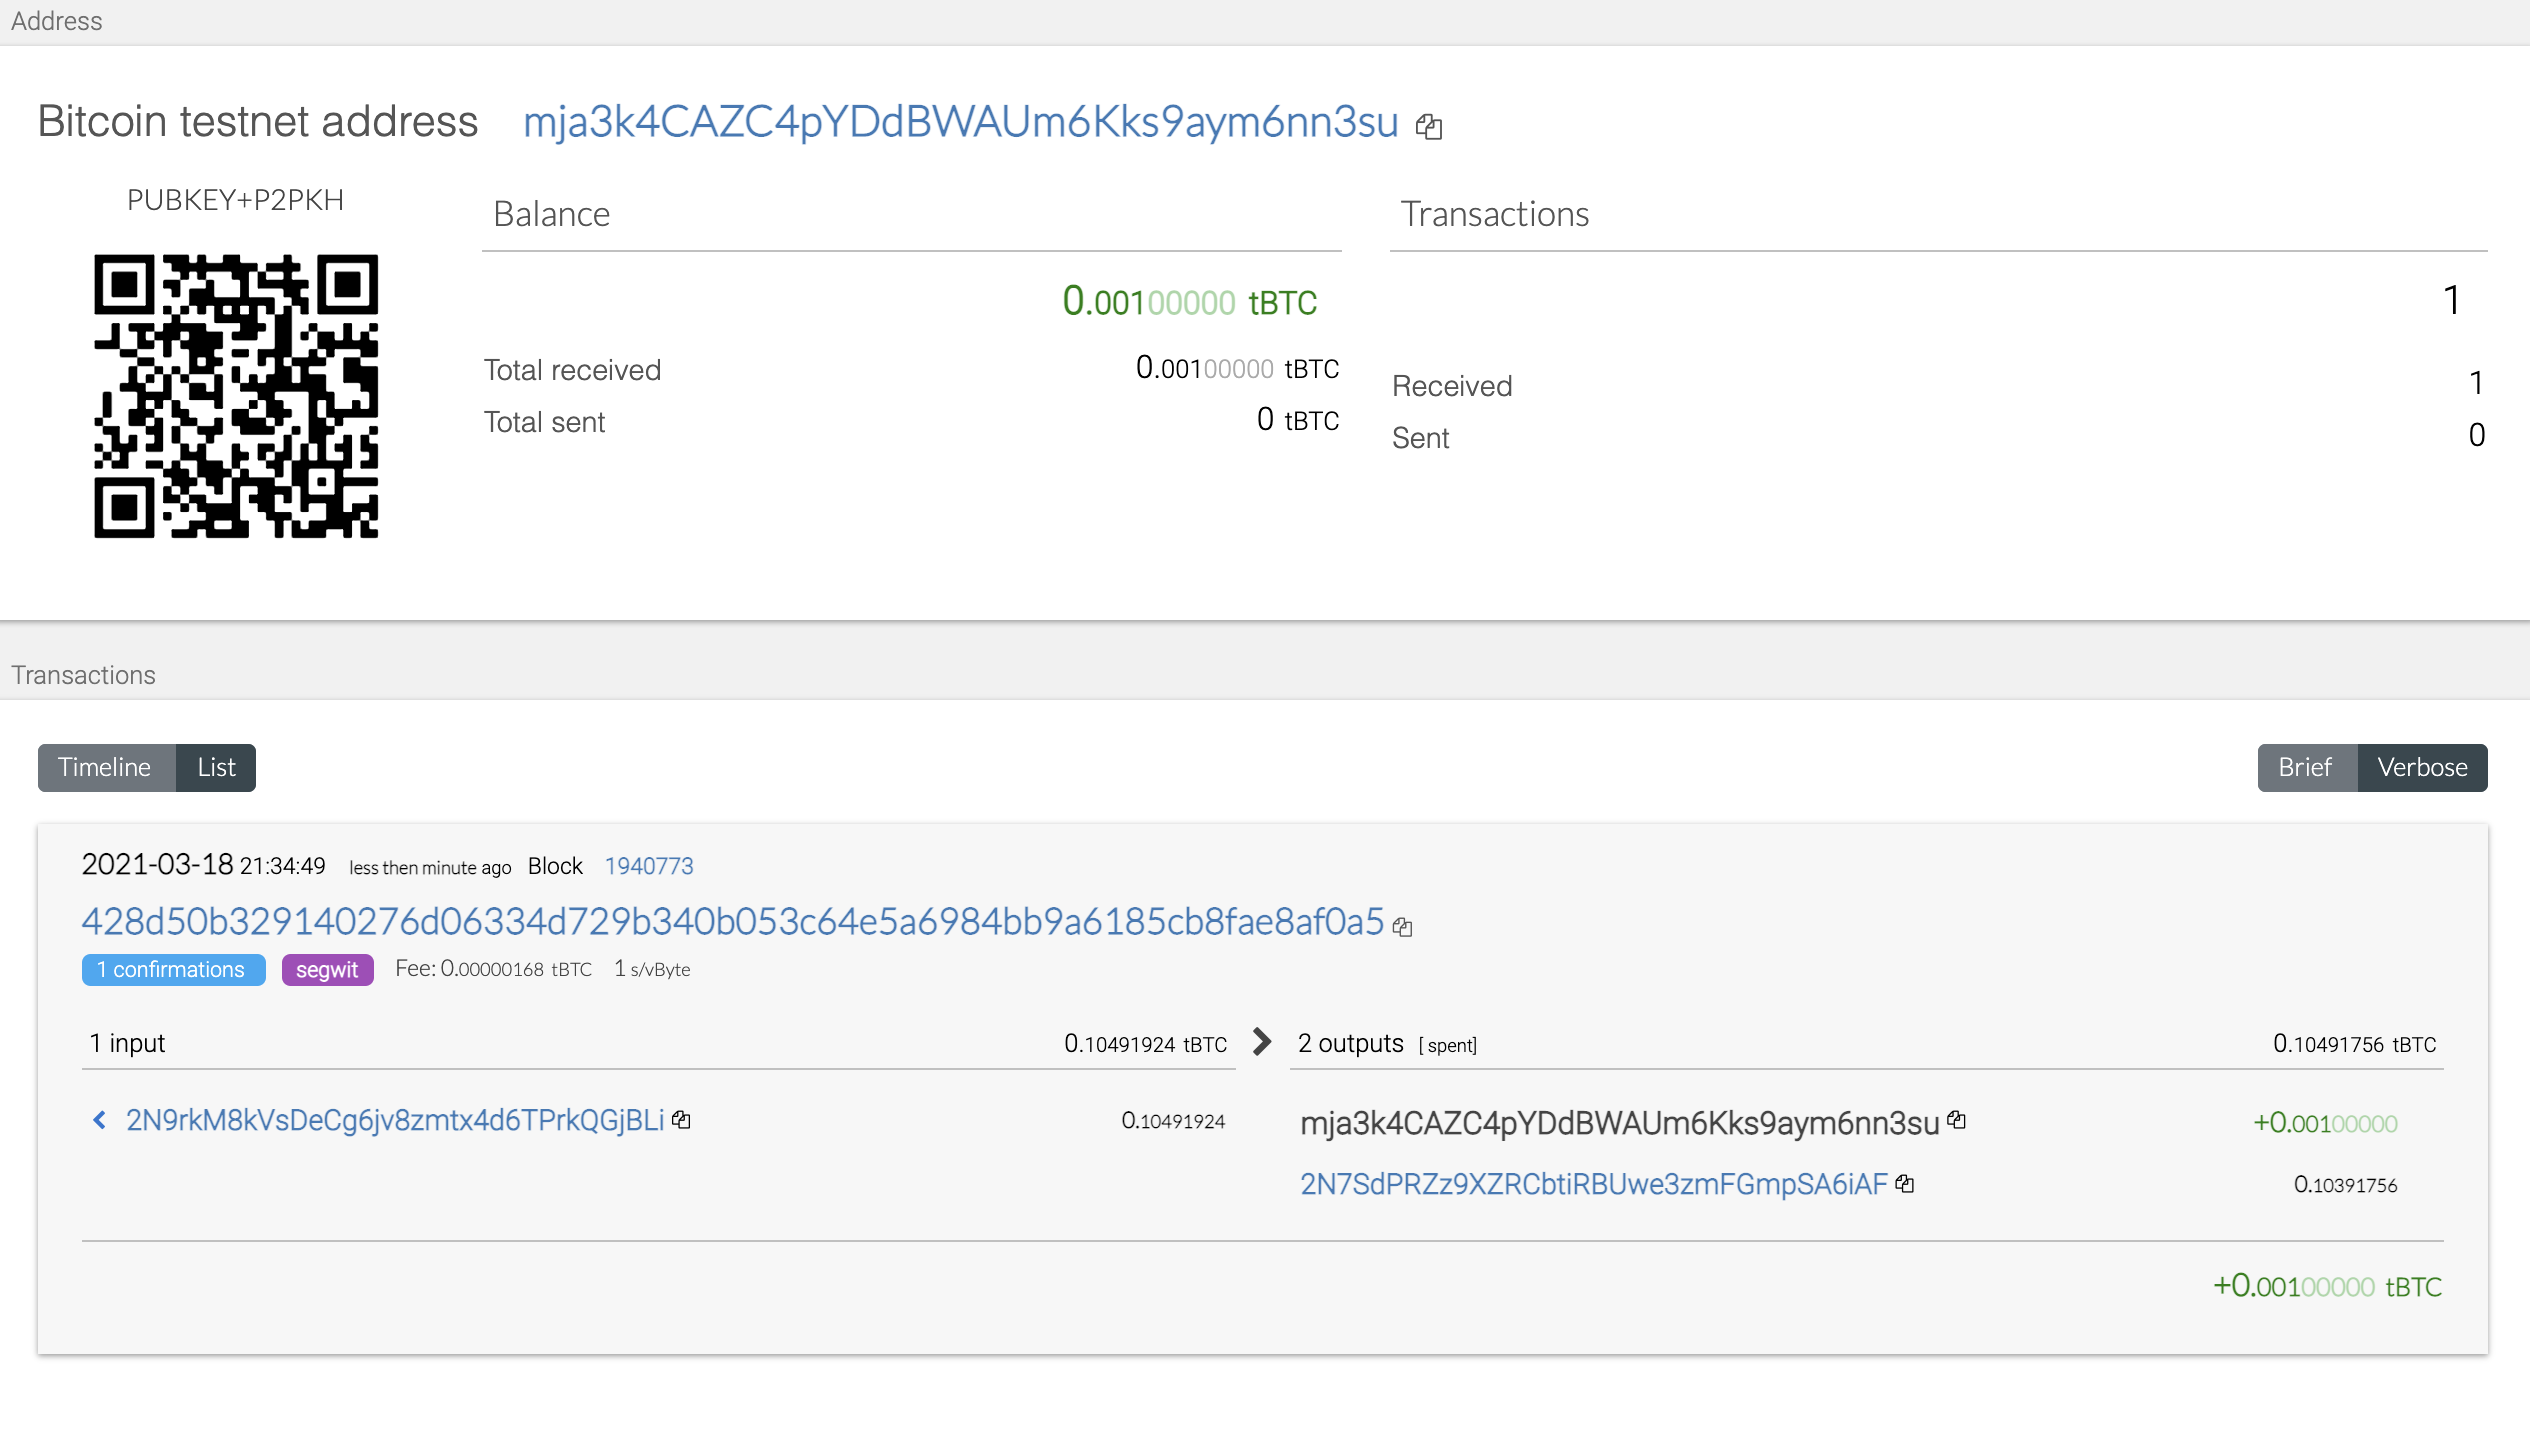 Address
Bitcoin testnet address mja3k4CAZC4pYDdBWAUm6Kks9aym6nn3su
PUBKEY+P2PKH
Balance
0.00100000 tBTC
Total received 0.00100000 tBTC
Total sent 0 tBTC
Transactions
1
Received 1
Sent 0
Transactions
Timeline List Brief Verbose
2021-03-18 21:34:49 less then minute ago Block 1940773
428d50b329140276d06334d729b340b053c64e5a6984bb9a6185cb8fae8af0a5
1 confirmations segwit Fee: 0.00000168 tBTC 1 s/vByte
1 input 0.10491924 tBTC
2N9rkM8kVsDeCg6jv8zmtx4d6TPrkQGjBLi 0.10491924
2 outputs [ spent] 0.10491756 tBTC
mja3k4CAZC4pYDdBWAUm6Kks9aym6nn3su +0.00100000
2N7SdPRZz9XZRCbtiRBUwe3zmFGmpSA6iAF 0.10391756
+0.00100000 tBTC